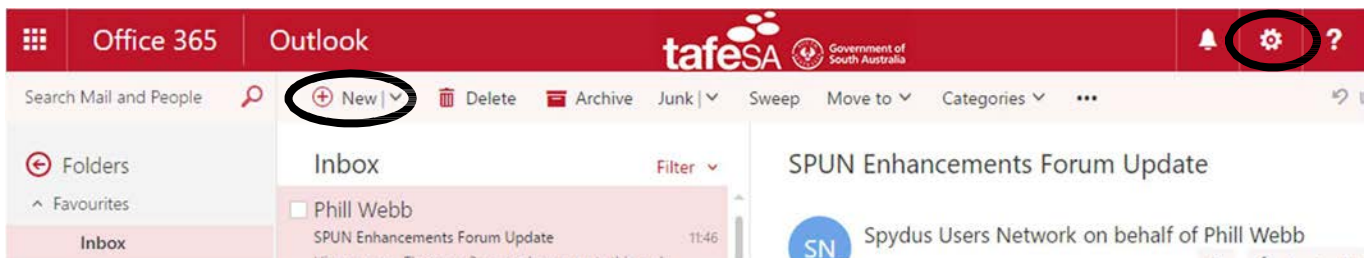 Office 365 Outlook tafeSA Government of South Australia ?
Search Mail and People New Delete Archive Junk Sweep Move to Categories •••
Folders
Favourites
Inbox
Inbox Filter
Phill Webb
SPUN Enhancements Forum Update 11:46
SPUN Enhancements Forum Update
SN Spydus Users Network on behalf of Phill Webb